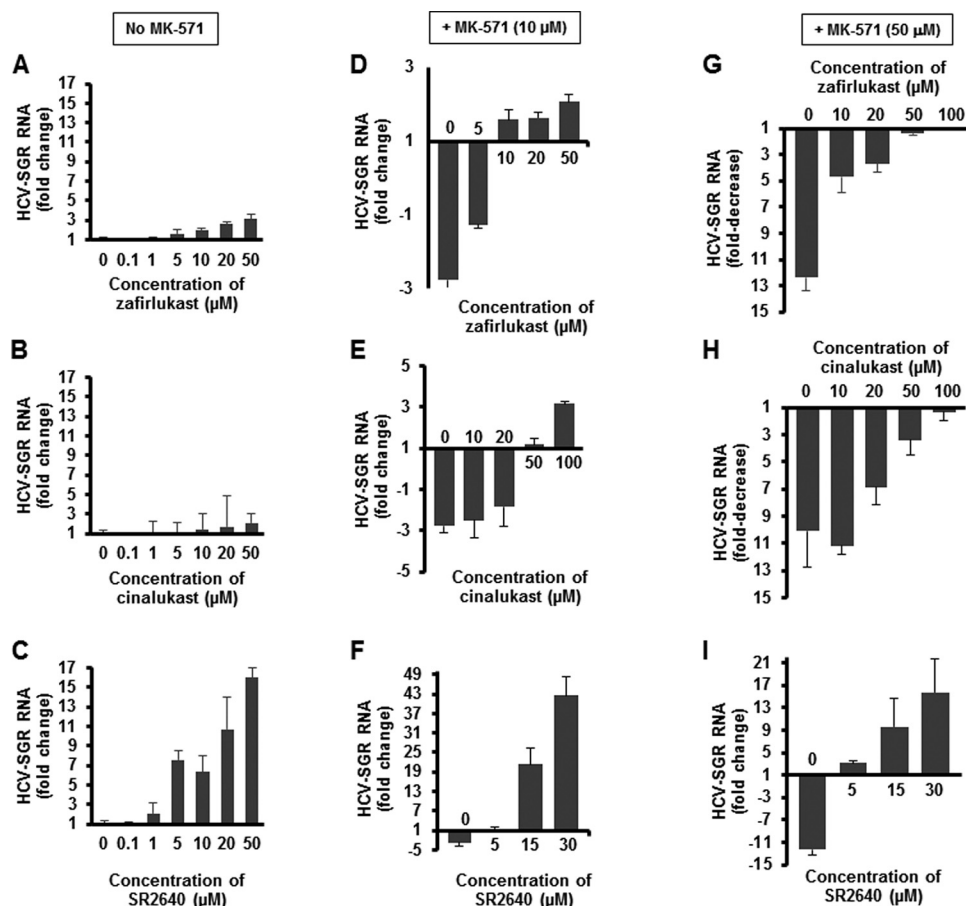 No MK-571
+ MK-571 (10 µM)
+ MK-571 (50 µM)
A
17
15
13
11
9
7
5
3
1
HCV-SGR RNA
(fold change)
0 0.1 1 5 10 20 50
Concentration of
zafirlukast (µM)
D
3
1
-1
-3
HCV-SGR RNA
(fold change)
0 5
10 20 50
Concentration of
zafirlukast (µM)
G
Concentration of
zafirlukast (µM)
0 10 20 50 100
1
3
5
7
9
11
13
15
HCV-SGR RNA
(fold-decrease)
B
17
15
13
11
9
7
5
3
1
HCV-SGR RNA
(fold change)
0 0.1 1 5 10 20 50
Concentration of
cinalukast (µM)
E
5
3
1
-1
-3
-5
HCV-SGR RNA
(fold change)
0 10 20
50 100
Concentration of
cinalukast (µM)
H
Concentration of
cinalukast (µM)
0 10 20 50 100
1
3
5
7
9
11
13
15
HCV-SGR RNA
(fold-decrease)
C
17
15
13
11
9
7
5
3
1
HCV-SGR RNA
(fold change)
0 0.1 1 5 10 20 50
Concentration of
SR2640 (µM)
F
49
43
37
31
25
19
13
7
1
-5
HCV-SGR RNA
(fold change)
0
5 15 30
Concentration of
SR2640 (µM)
I
21
17
13
9
5
1
-3
-7
-11
-15
HCV-SGR RNA
(fold change)
0
5 15 30
Concentration of
SR2640 (µM)